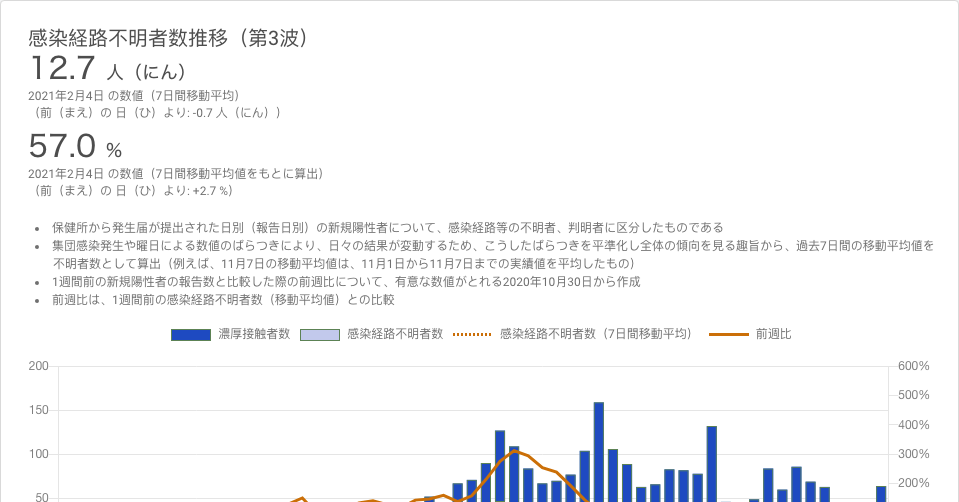 感染経路不明者数推移（第3波）
12.7 人（にん）
2021年2月4日 の数値（7日間移動平均）
（前（まえ）の 日（ひ）より: -0.7 人（にん））
57.0 %
2021年2月4日 の数値（7日間移動平均値をもとに算出）
（前（まえ）の 日（ひ）より: +2.7 %）
• 保健所から発生届が提出された日別（報告日別）の新規陽性者について、感染経路等の不明者、判明者に区分したものである
• 集団感染発生や曜日による数値のばらつきにより、日々の結果が変動するため、こうしたばらつきを平準化し全体の傾向を見る趣旨から、過去7日間の移動平均値を
不明者数として算出（例えば、11月7日の移動平均値は、11月1日から11月7日までの実績値を平均したもの）
• 1週間前の新規陽性者の報告数と比較した際の前週比について、有意な数値がとれる2020年10月30日から作成
• 前週比は、1週間前の感染経路不明者数（移動平均値）との比較
濃厚接触者数 感染経路不明者数 感染経路不明者数（7日間移動平均） 前週比
200 600%
500%
150
400%
100 300%
200%
50